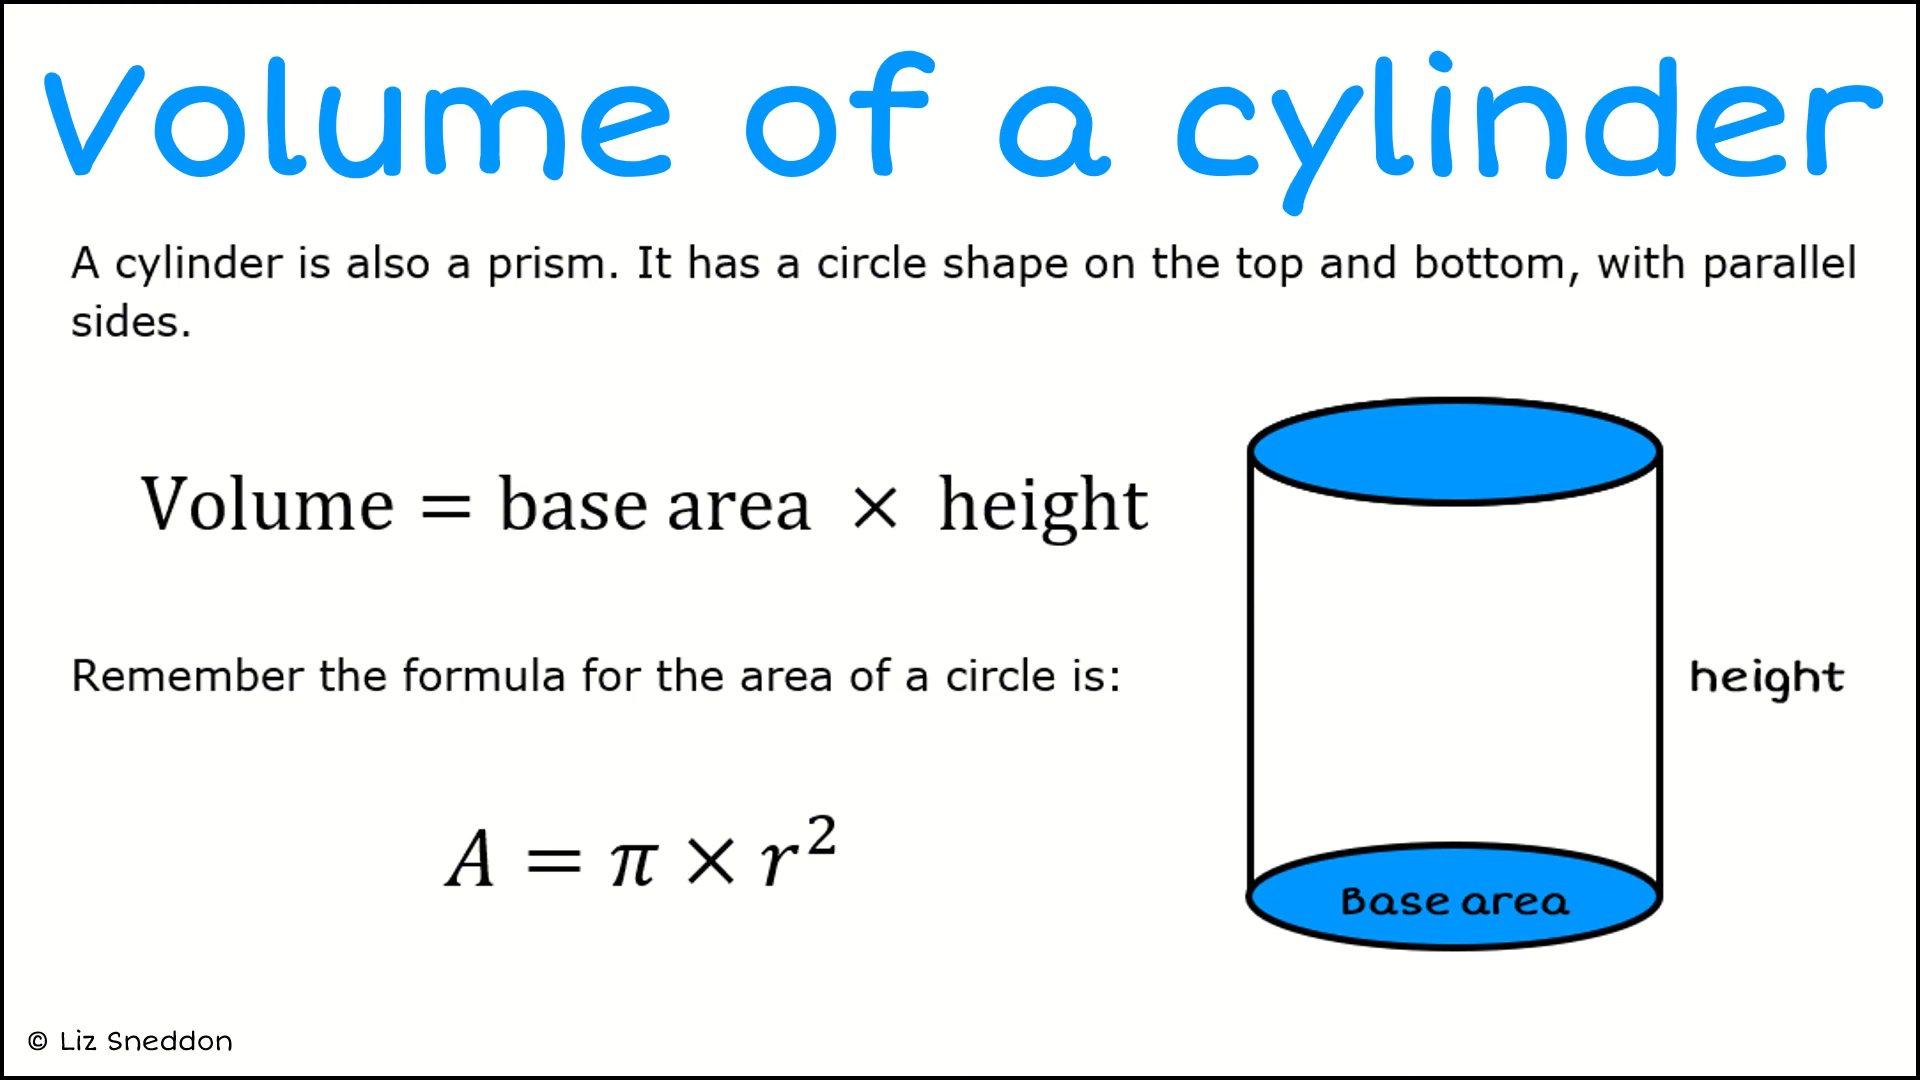 Volume of a cylinder
A cylinder is also a prism. It has a circle shape on the top and bottom, with parallel
sides.
Volume = base area × height
Remember the formula for the area of a circle is:
height
A = π × r²
Base area
© Liz Sneddon